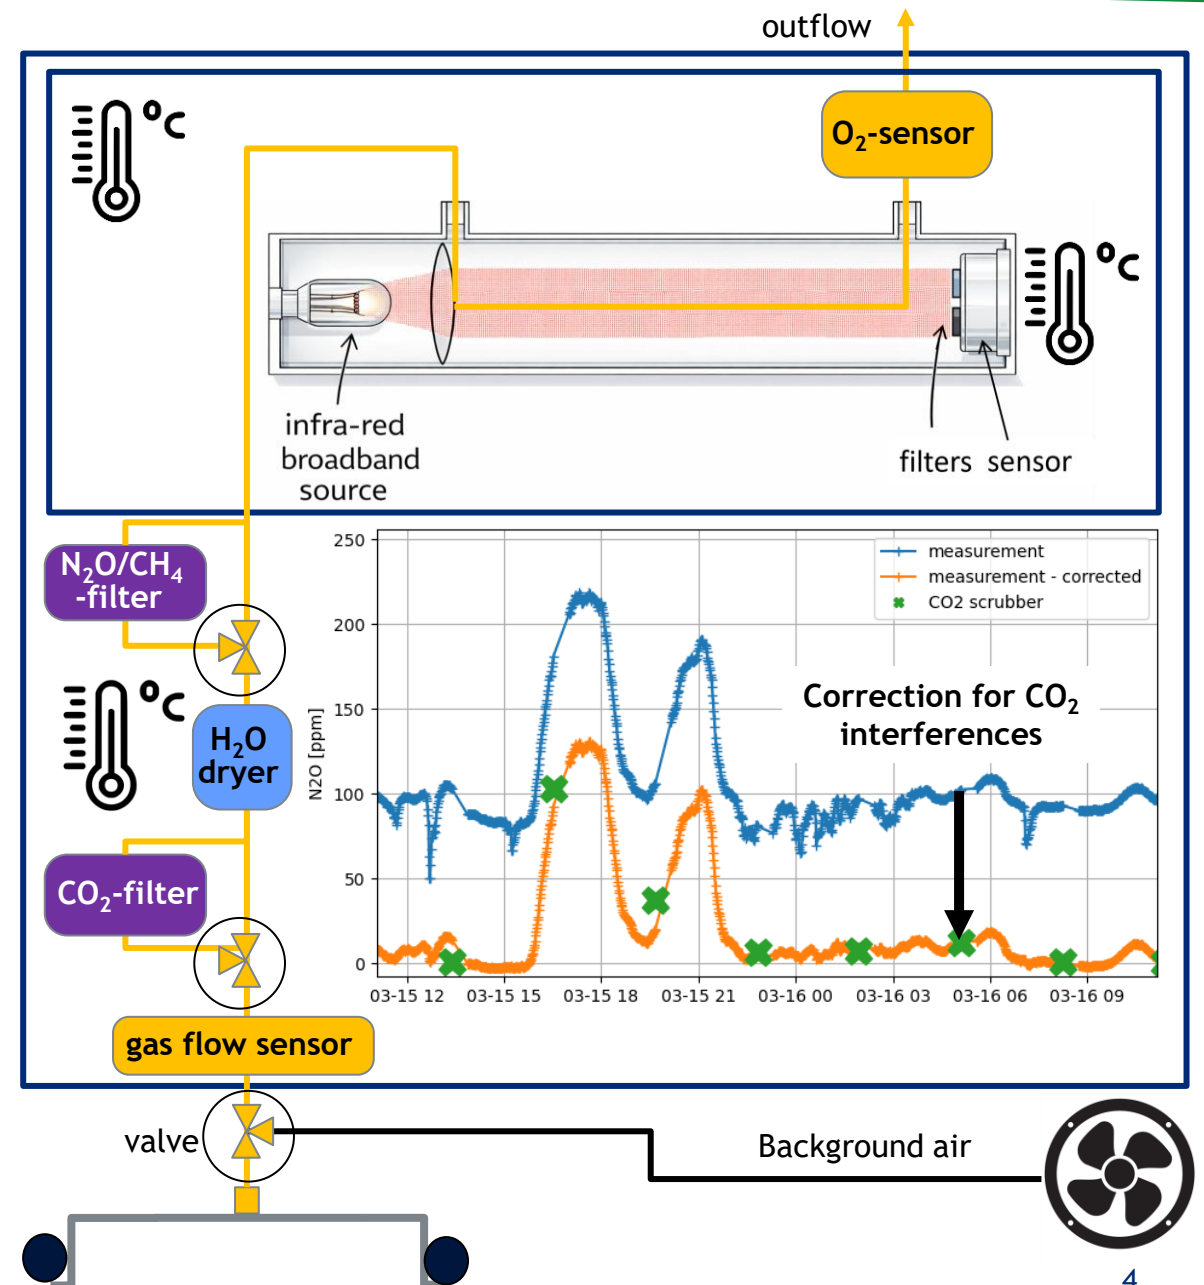 outflow
°C
O₂-sensor
°C
infra-red
broadband
source
filters sensor
N₂O/CH₄
-filter
°C
H₂O
dryer
CO₂-filter
gas flow sensor
valve
Background air
250
200
150
100
50
0
N2O [ppm]
measurement
measurement - corrected
CO2 scrubber
Correction for CO₂
interferences
03-15 12 03-15 15 03-15 18 03-15 21 03-16 00 03-16 03 03-16 06 03-16 09
4